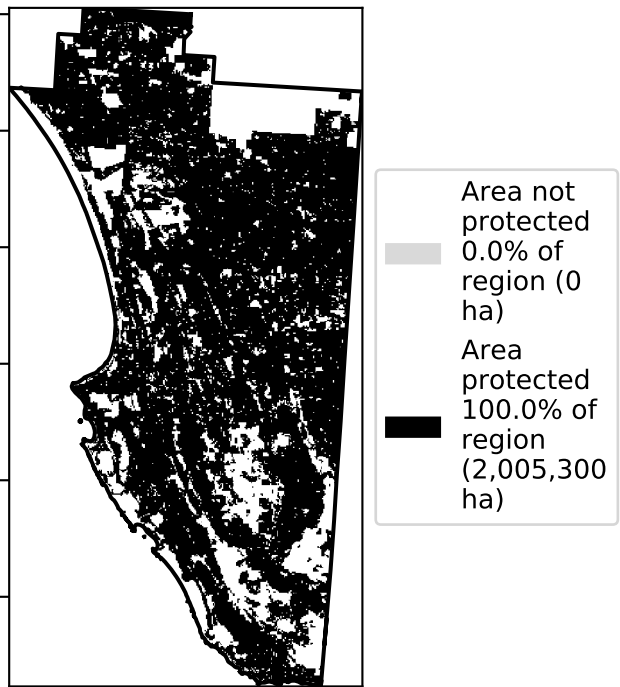 Area not
protected
0.0% of
region (0
ha)
Area
protected
100.0% of
region
(2,005,300
ha)